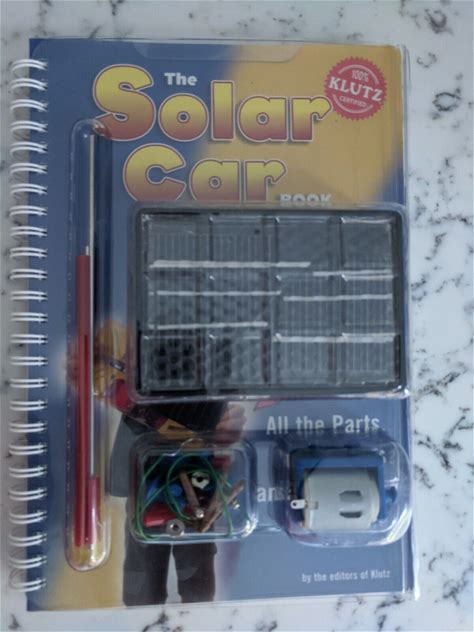 The
Solar
Car
BOOK
100%
KLUTZ
CERTIFIED
All the Parts
by the editors of Klutz